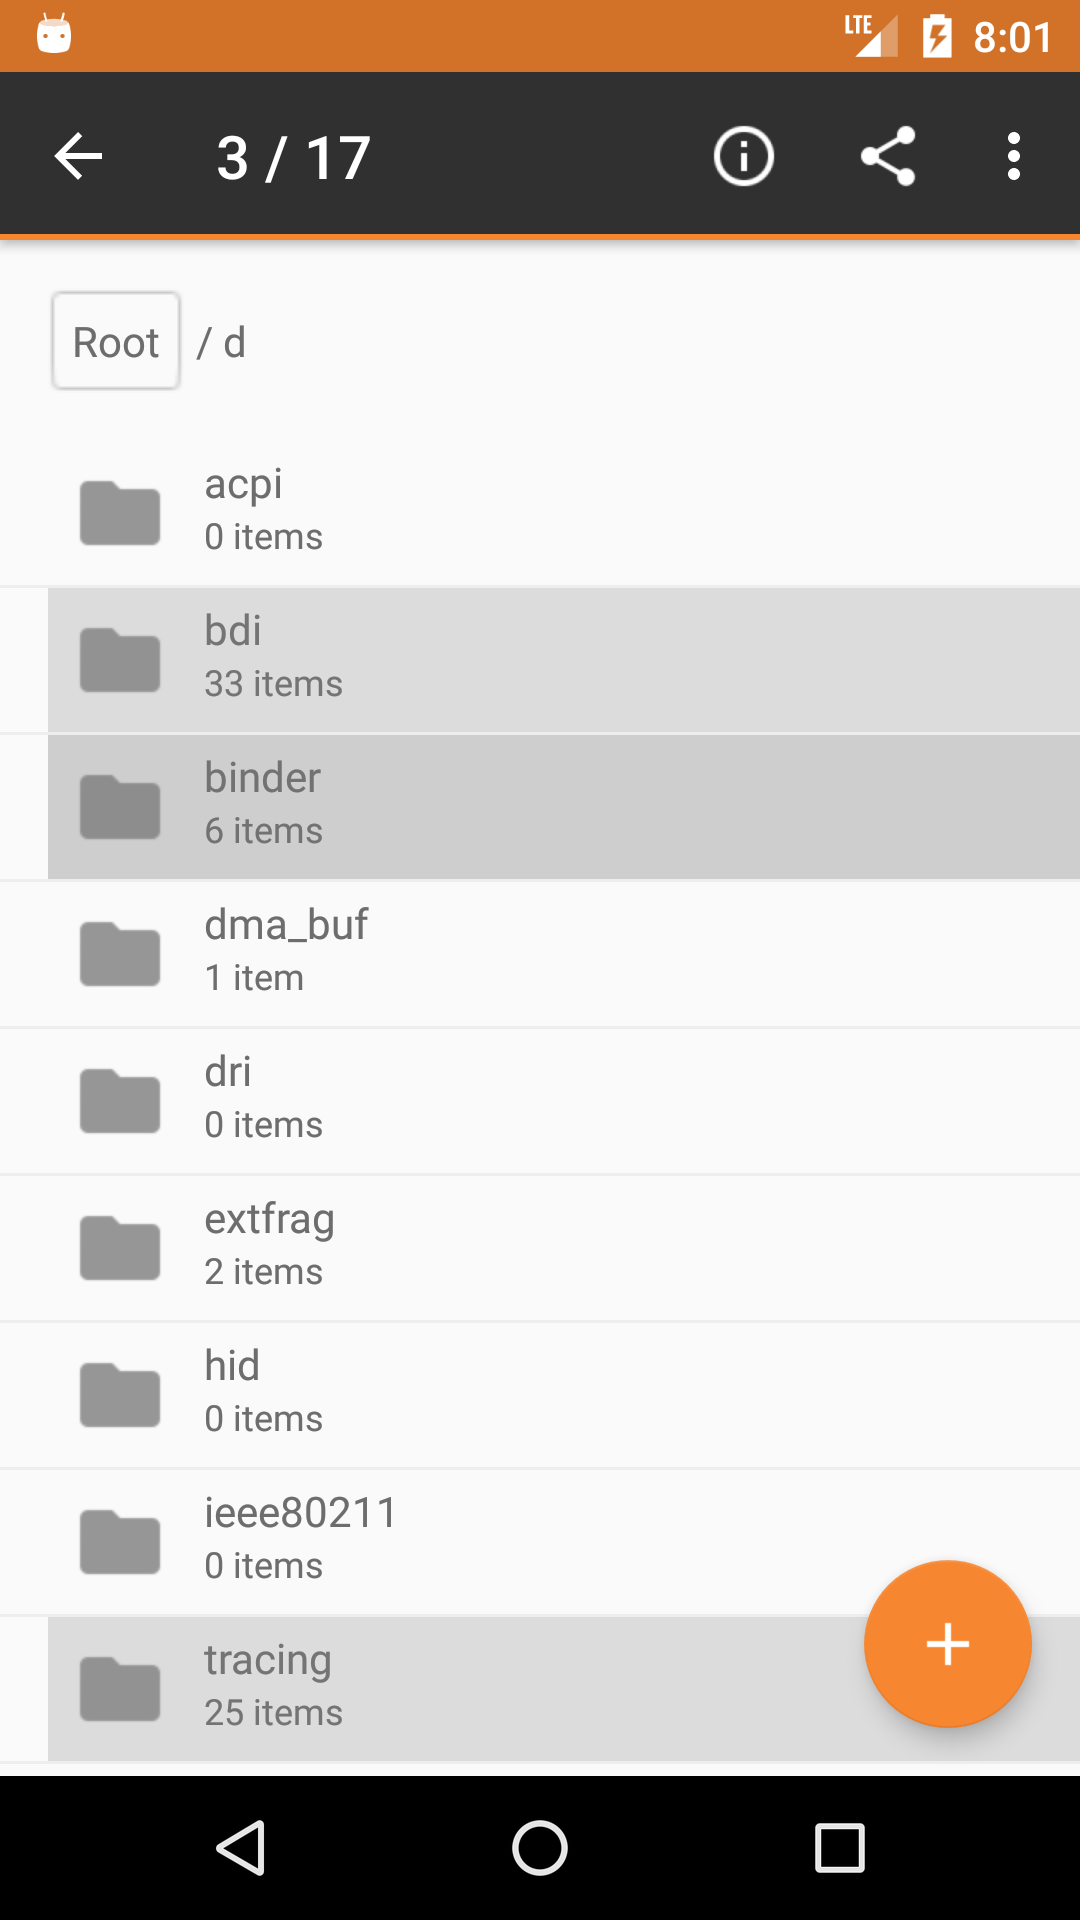 LTE 8:01
3 / 17
Root / d
acpi
0 items
bdi
33 items
binder
6 items
dma_buf
1 item
dri
0 items
extfrag
2 items
hid
0 items
ieee80211
0 items
tracing
25 items